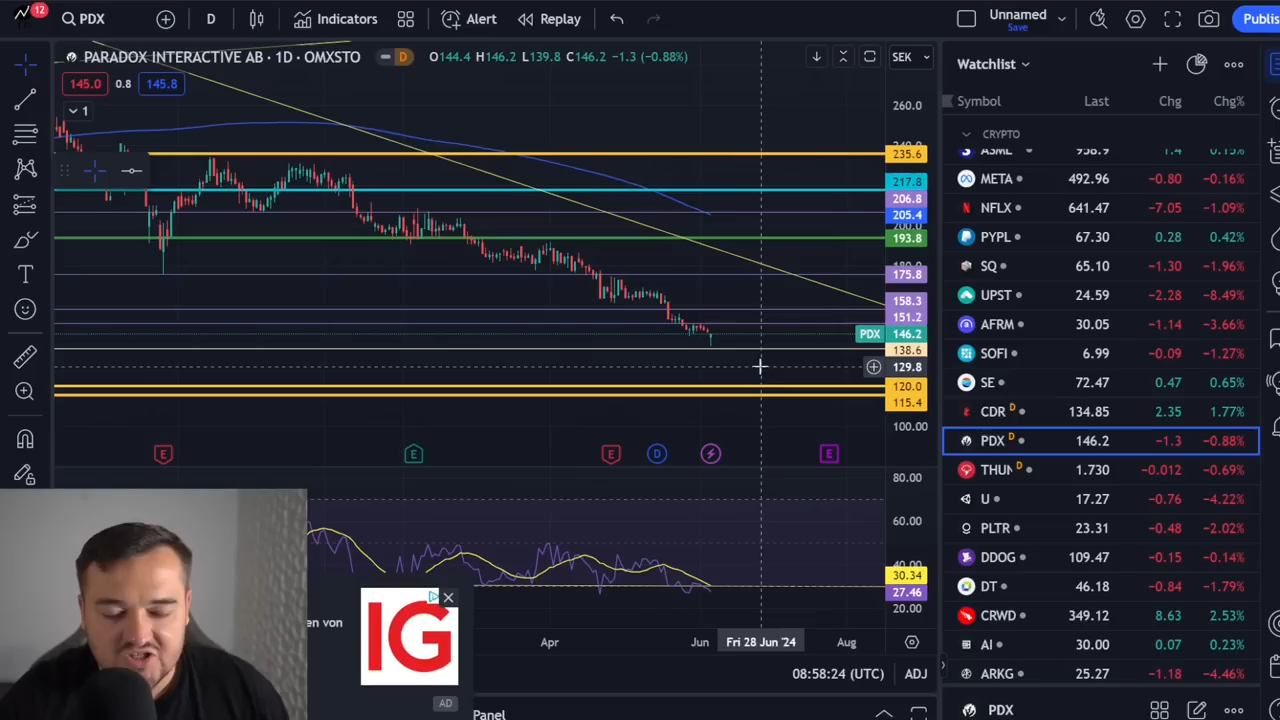 12
PDX
D
Indicators
Alert
Replay
Unnamed
Save
Publis
PARADOX INTERACTIVE AB · 1D · OMXSTO
D
O144.4 H146.2 L139.8 C146.2 −1.3 (−0.88%)
SEK
145.0
0.8
145.8
1
260.0
235.6
217.8
206.8
205.4
193.8
175.8
158.3
151.2
PDX
146.2
138.6
129.8
120.0
115.4
100.00
E
E
E
D
E
80.00
60.00
40.00
30.34
27.46
20.00
Apr
Jun
Fri 28 Jun '24
Aug
08:58:24 (UTC)
ADJ
Panel
en von
IG
AD
Watchlist
Symbol Last Chg Chg%
CRYPTO
ASML 958.9 1.4 0.15%
META 492.96 −0.80 −0.16%
NFLX 641.47 −7.05 −1.09%
PYPL 67.30 0.28 0.42%
SQ 65.10 −1.30 −1.96%
UPST 24.59 −2.28 −8.49%
AFRM 30.05 −1.14 −3.66%
SOFI 6.99 −0.09 −1.27%
SE 72.47 0.47 0.65%
CDR D 134.85 2.35 1.77%
PDX D 146.2 −1.3 −0.88%
THUN D 1.730 −0.012 −0.69%
U 17.27 −0.76 −4.22%
PLTR 23.31 −0.48 −2.02%
DDOG 109.47 −0.15 −0.14%
DT 46.18 −0.84 −1.79%
CRWD 349.12 8.63 2.53%
AI 30.00 0.07 0.23%
ARKG 25.27 −1.18 −4.46%
PDX